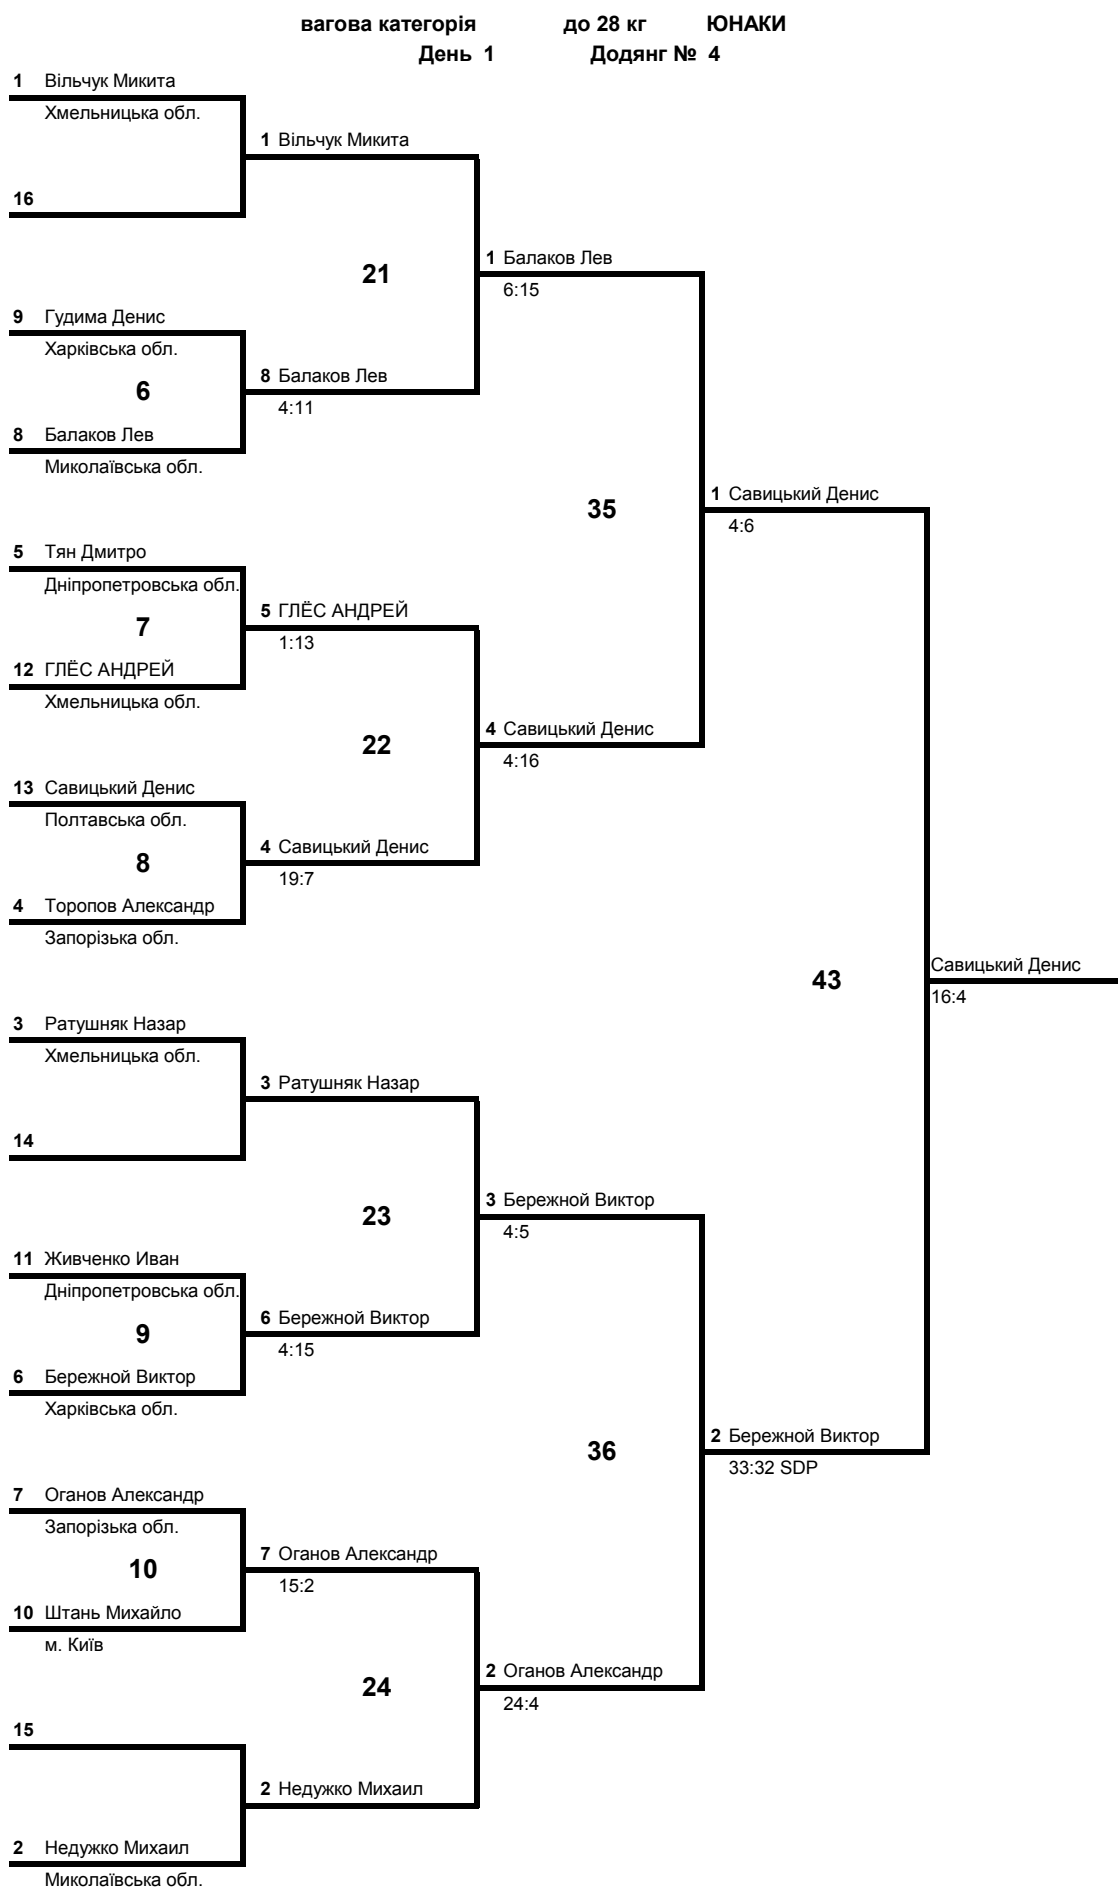 вагова категорія до 28 кг ЮНАКИ
День 1 Додянг № 4
1 Вільчук Микита
Хмельницька обл.
1 Вільчук Микита
16
1 Балаков Лев
21
6:15
9 Гудима Денис
Харківська обл.
8 Балаков Лев
6
4:11
8 Балаков Лев
Миколаївська обл.
1 Савицький Денис
35
4:6
5 Тян Дмитро
Дніпропетровська обл.
5 ГЛЁС АНДРЕЙ
7
1:13
12 ГЛЁС АНДРЕЙ
Хмельницька обл.
4 Савицький Денис
22
4:16
13 Савицький Денис
Полтавська обл.
4 Савицький Денис
8
19:7
4 Торопов Александр
Запорізька обл.
Савицький Денис
43
16:4
3 Ратушняк Назар
Хмельницька обл.
3 Ратушняк Назар
14
3 Бережной Виктор
23
4:5
11 Живченко Иван
Дніпропетровська обл.
6 Бережной Виктор
9
4:15
6 Бережной Виктор
Харківська обл.
2 Бережной Виктор
36
33:32 SDP
7 Оганов Александр
Запорізька обл.
7 Оганов Александр
10
15:2
10 Штань Михайло
м. Київ
2 Оганов Александр
24
24:4
15
2 Недужко Михаил
2 Недужко Михаил
Миколаївська обл.